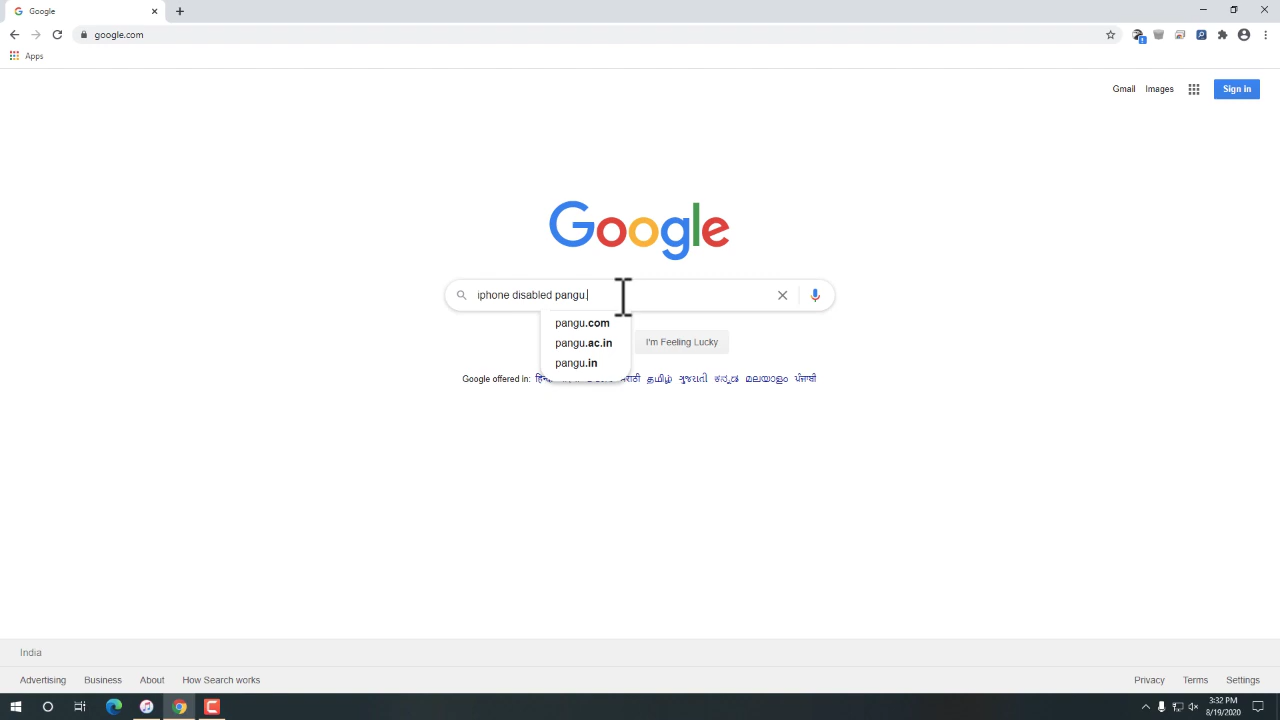 Google
google.com
Apps
Gmail Images Sign in
Google
iphone disabled pangu.
pangu.com
pangu.ac.in
pangu.in
I'm Feeling Lucky
Google offered in: தமிழ் ગુજરાતી ಕನ್ನಡ മലയാളം ਪੰਜਾਬੀ
India
Advertising Business About How Search works
Privacy Terms Settings
3:32 PM
8/19/2020